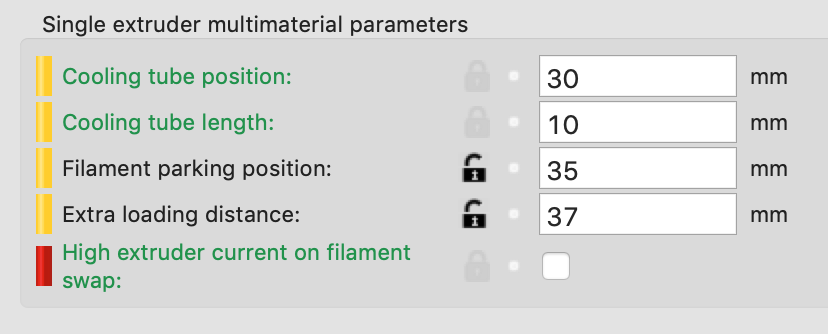 Single extruder multimaterial parameters
Cooling tube position: 30 mm
Cooling tube length: 10 mm
Filament parking position: 35 mm
Extra loading distance: 37 mm
High extruder current on filament
swap: